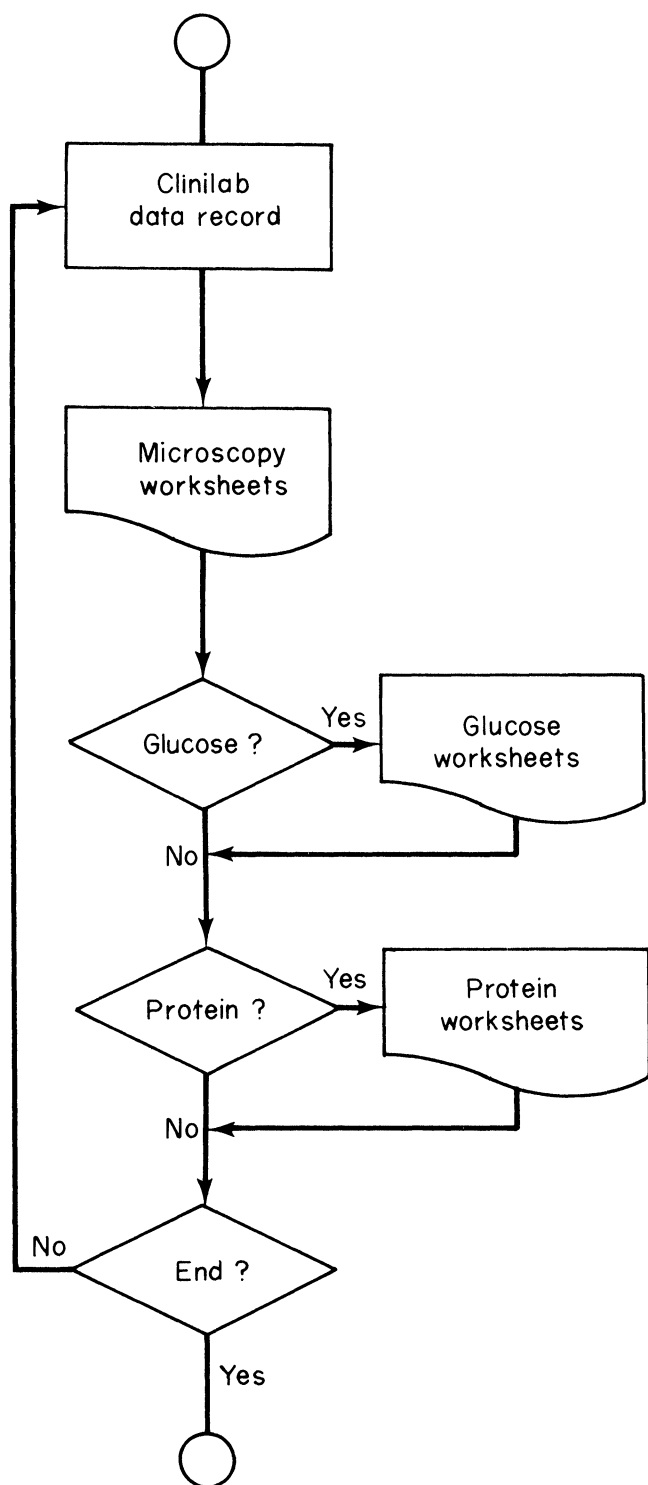 Clinilab
data record
Microscopy
worksheets
Glucose ?
Yes
Glucose
worksheets
No
Protein ?
Yes
Protein
worksheets
No
No
End ?
Yes